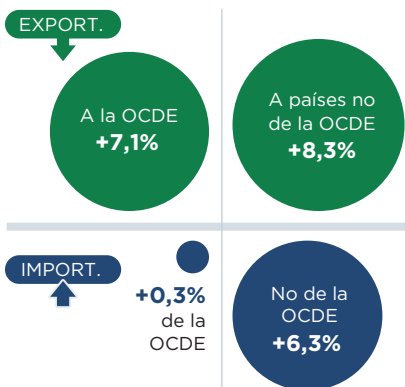 EXPORT.
A la OCDE
+7,1%
A países no
de la OCDE
+8,3%
IMPORT.
+0,3%
de la
OCDE
No de la
OCDE
+6,3%